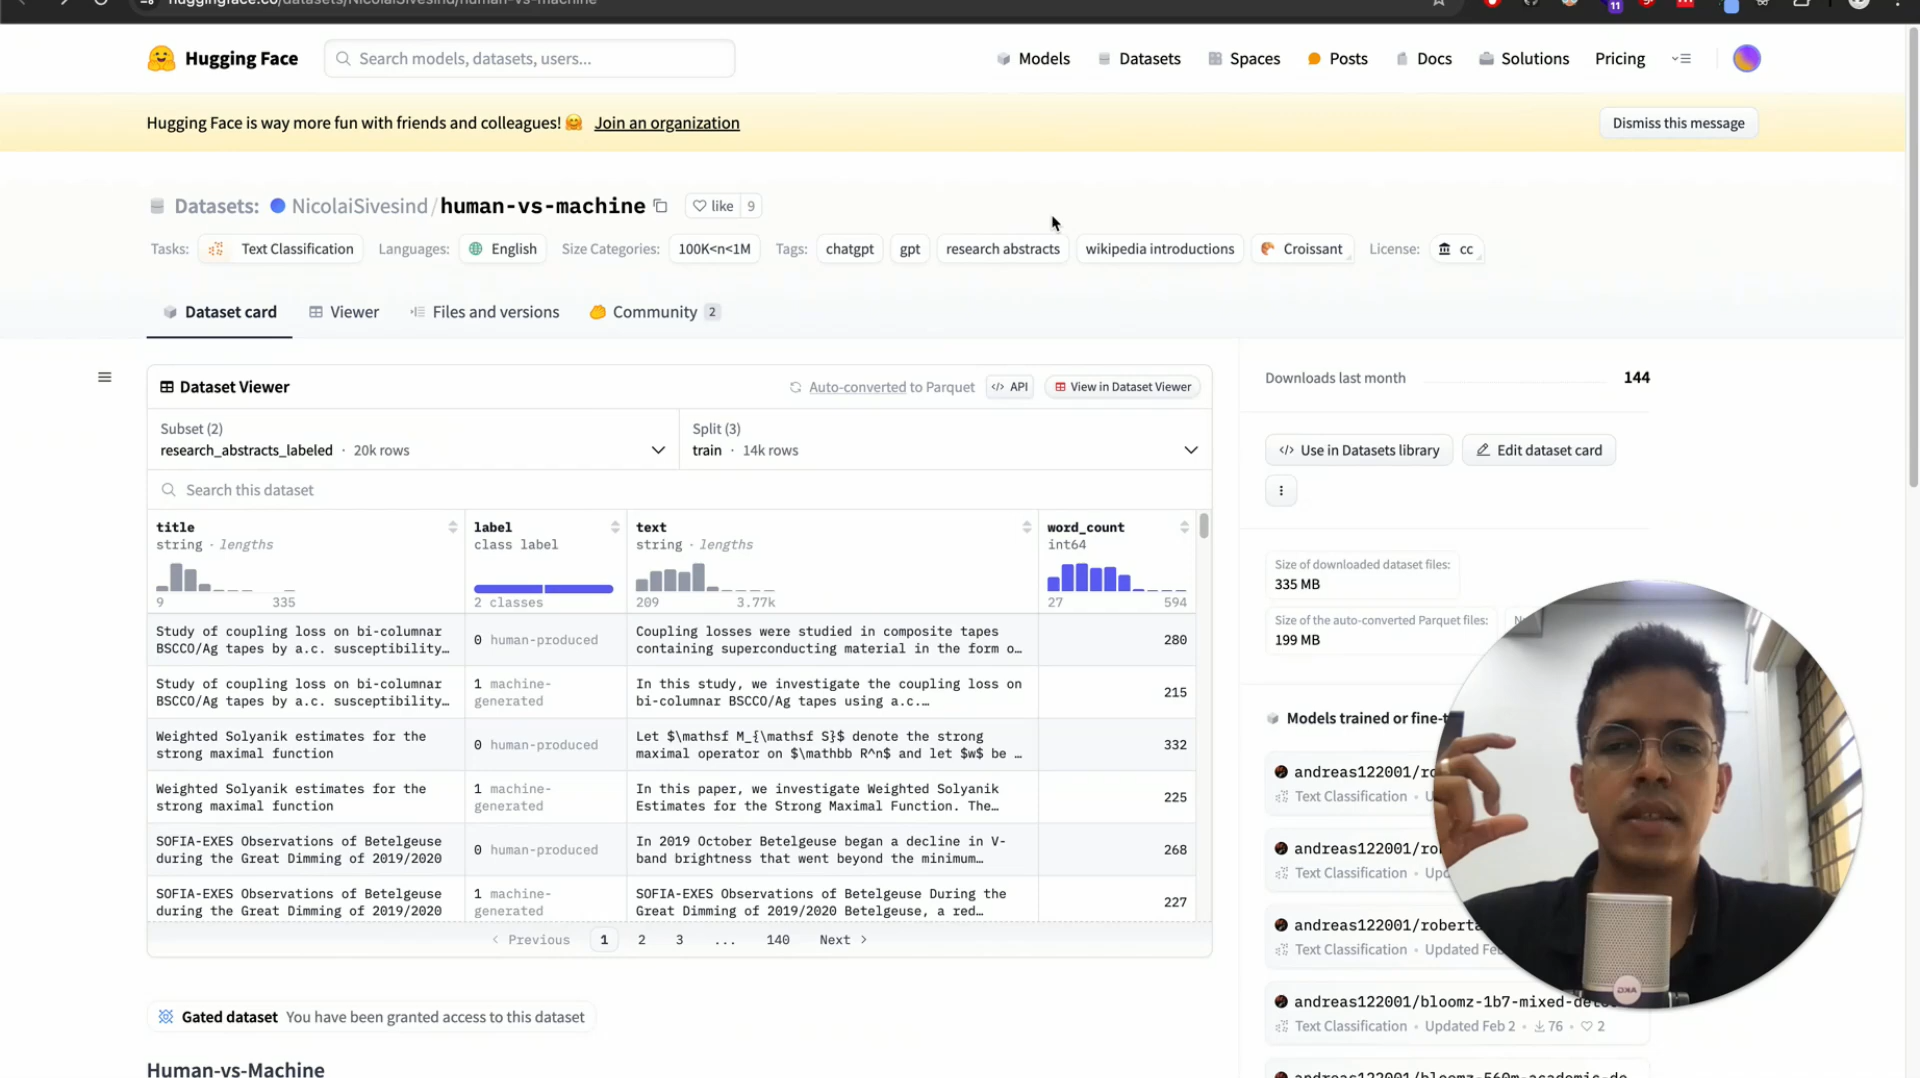 Hugging Face
Search models, datasets, users...
Models
Datasets
Spaces
Posts
Docs
Solutions
Pricing
11
Hugging Face is way more fun with friends and colleagues! 🤗 Join an organization
Dismiss this message
Datasets: NicolaiSivesind/human-vs-machine
like 9
Tasks: Text Classification Languages: English Size Categories: 100K<n<1M Tags: chatgpt gpt research abstracts wikipedia introductions Croissant License: cc
Dataset card Viewer Files and versions Community 2
Dataset Viewer
Auto-converted to Parquet
</> API
View in Dataset Viewer
Subset (2)
research_abstracts_labeled · 20k rows
Split (3)
train · 14k rows
Search this dataset
title
string · lengths
9 335
label
class label
2 classes
text
string · lengths
209 3.77k
word_count
int64
27 594
Study of coupling loss on bi-columnar
BSCCO/Ag tapes by a.c. susceptibility…
0 human-produced
Coupling losses were studied in composite tapes
containing superconducting material in the form o…
280
Study of coupling loss on bi-columnar
BSCCO/Ag tapes by a.c. susceptibility…
1 machine-
generated
In this study, we investigate the coupling loss on
bi-columnar BSCCO/Ag tapes using a.c.…
215
Weighted Solyanik estimates for the
strong maximal function
0 human-produced
Let $\mathsf M_{\mathsf S}$ denote the strong
maximal operator on $\mathbb R^n$ and let $w$ be …
332
Weighted Solyanik estimates for the
strong maximal function
1 machine-
generated
In this paper, we investigate Weighted Solyanik
Estimates for the Strong Maximal Function. The…
225
SOFIA-EXES Observations of Betelgeuse
during the Great Dimming of 2019/2020
0 human-produced
In 2019 October Betelgeuse began a decline in V-
band brightness that went beyond the minimum…
268
SOFIA-EXES Observations of Betelgeuse
during the Great Dimming of 2019/2020
1 machine-
generated
SOFIA-EXES Observations of Betelgeuse During the
Great Dimming of 2019/2020 Betelgeuse, a red…
227
Previous 1 2 3 ... 140 Next
Gated dataset You have been granted access to this dataset
Human-vs-Machine
Downloads last month 144
</> Use in Datasets library
Edit dataset card
Size of downloaded dataset files:
335 MB
Size of the auto-converted Parquet files:
199 MB
Models trained or fine-t
andreas122001/ro
Text Classification • U
andreas122001/ro
Text Classification • Upd
andreas122001/roberta
Text Classification • Updated Fe
andreas122001/bloomz-1b7-mixed-de
Text Classification • Updated Feb 2 • 76 • 2